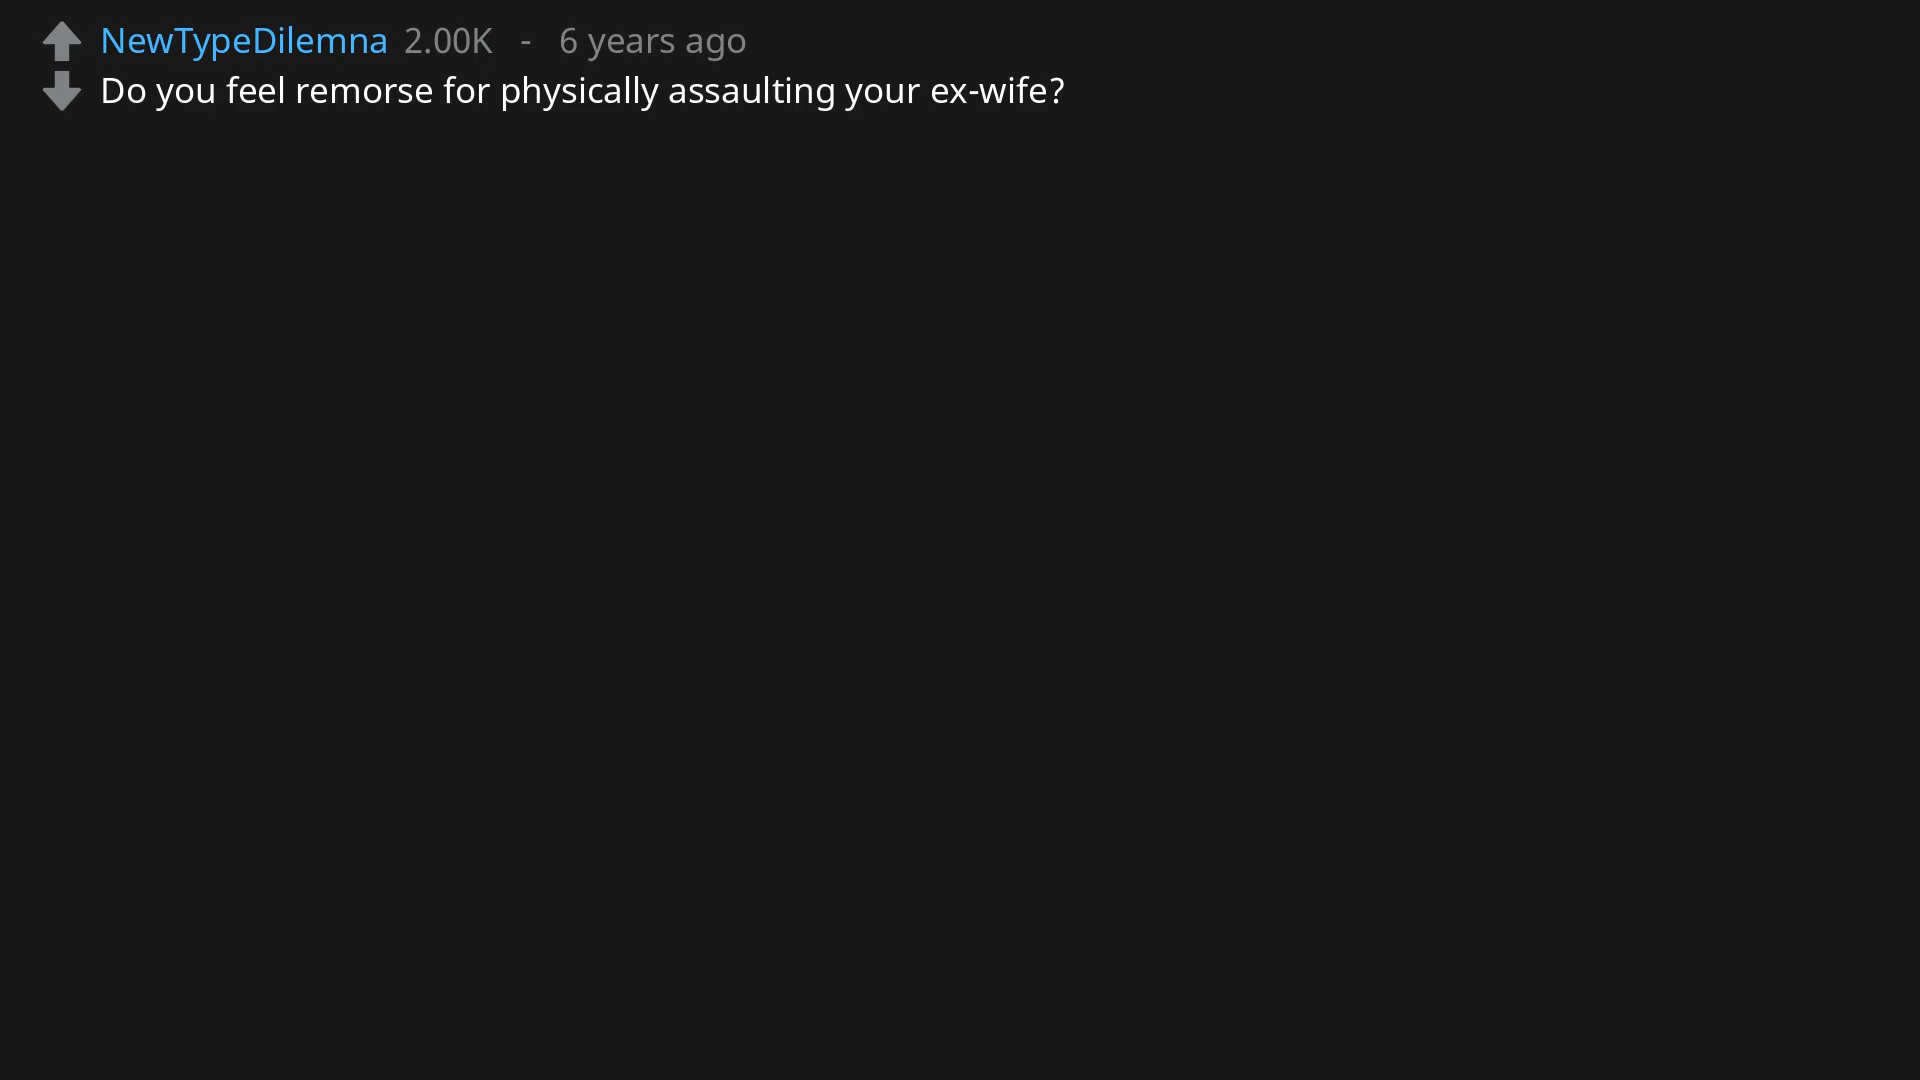 NewTypeDilemna 2.00K - 6 years ago
Do you feel remorse for physically assaulting your ex-wife?